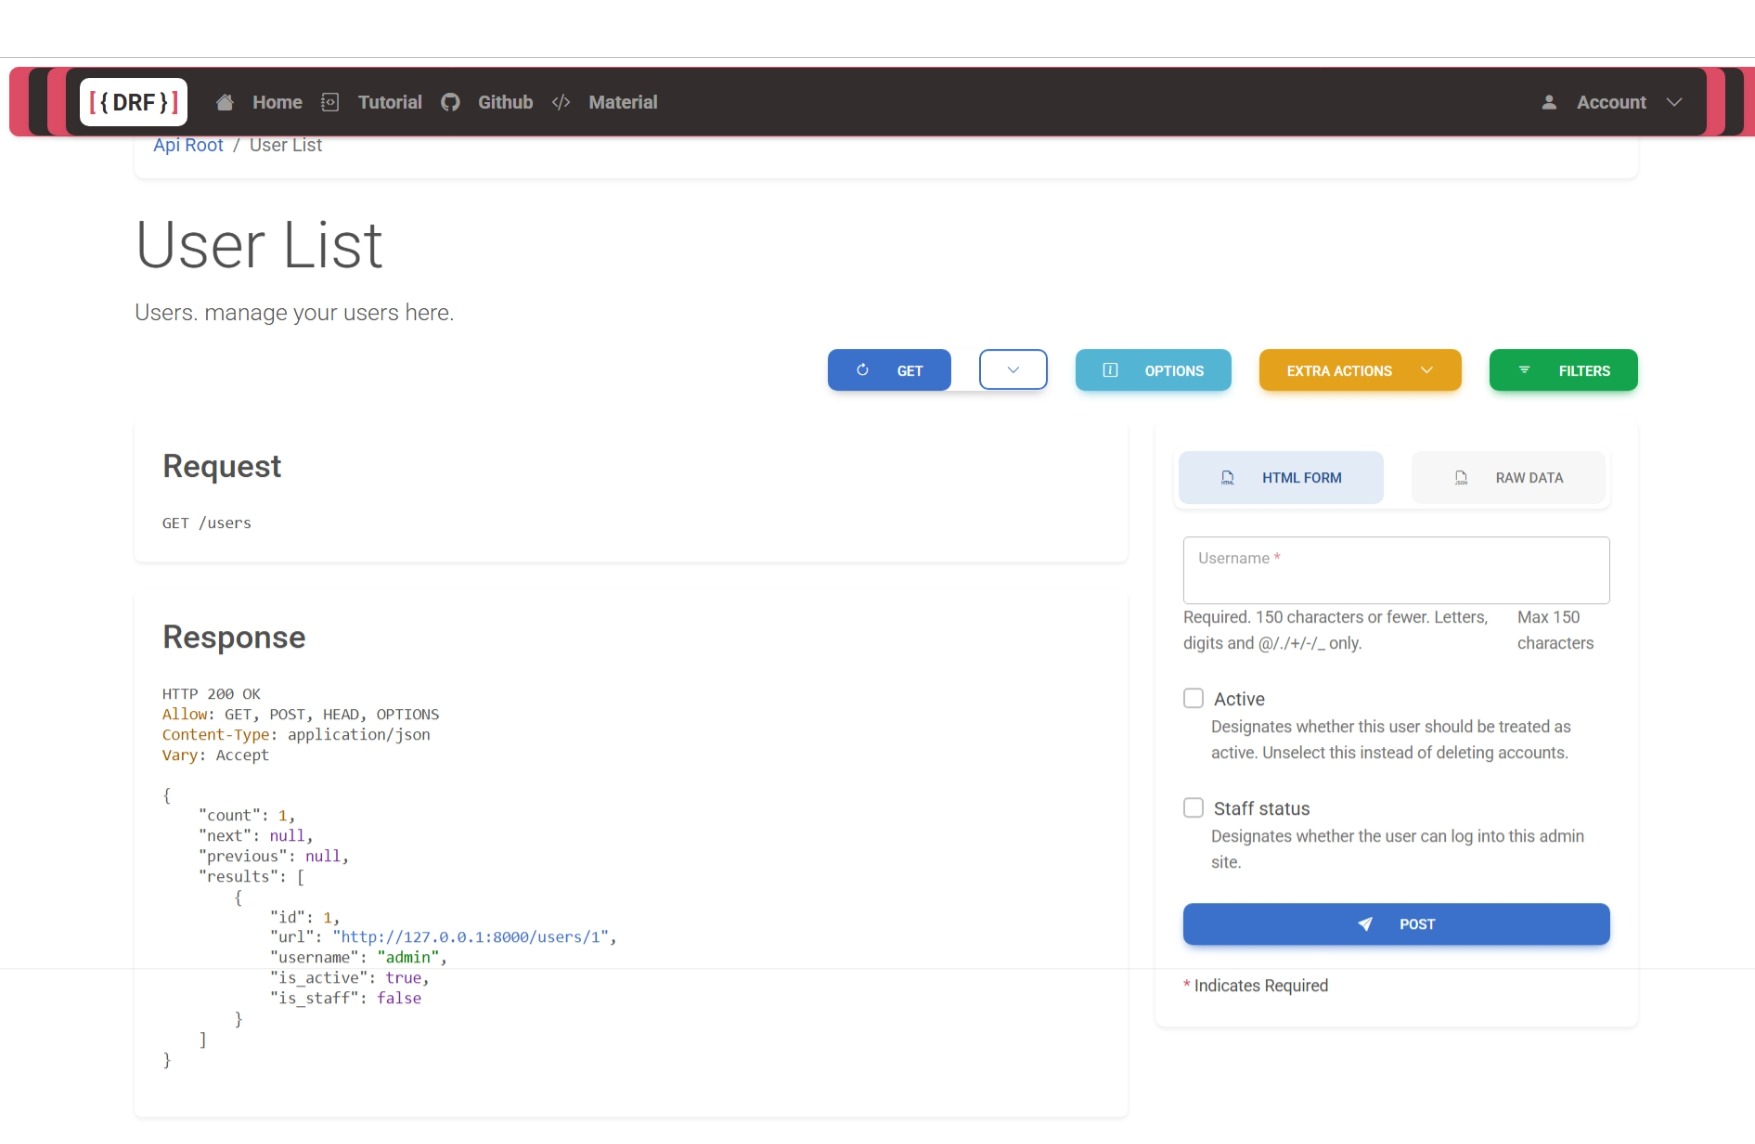 [{DRF}] Home Tutorial Github </> Material Account
Api Root / User List
User List
Users. manage your users here.
GET OPTIONS EXTRA ACTIONS FILTERS
Request
GET /users
Response
HTTP 200 OK
Allow: GET, POST, HEAD, OPTIONS
Content-Type: application/json
Vary: Accept
{
    "count": 1,
    "next": null,
    "previous": null,
    "results": [
        {
            "id": 1,
            "url": "http://127.0.0.1:8000/users/1",
            "username": "admin",
            "is_active": true,
            "is_staff": false
        }
    ]
}
HTML FORM RAW DATA
Username *
Required. 150 characters or fewer. Letters,
digits and @/./+/-/_ only.
Max 150
characters
Active
Designates whether this user should be treated as
active. Unselect this instead of deleting accounts.
Staff status
Designates whether the user can log into this admin
site.
POST
* Indicates Required